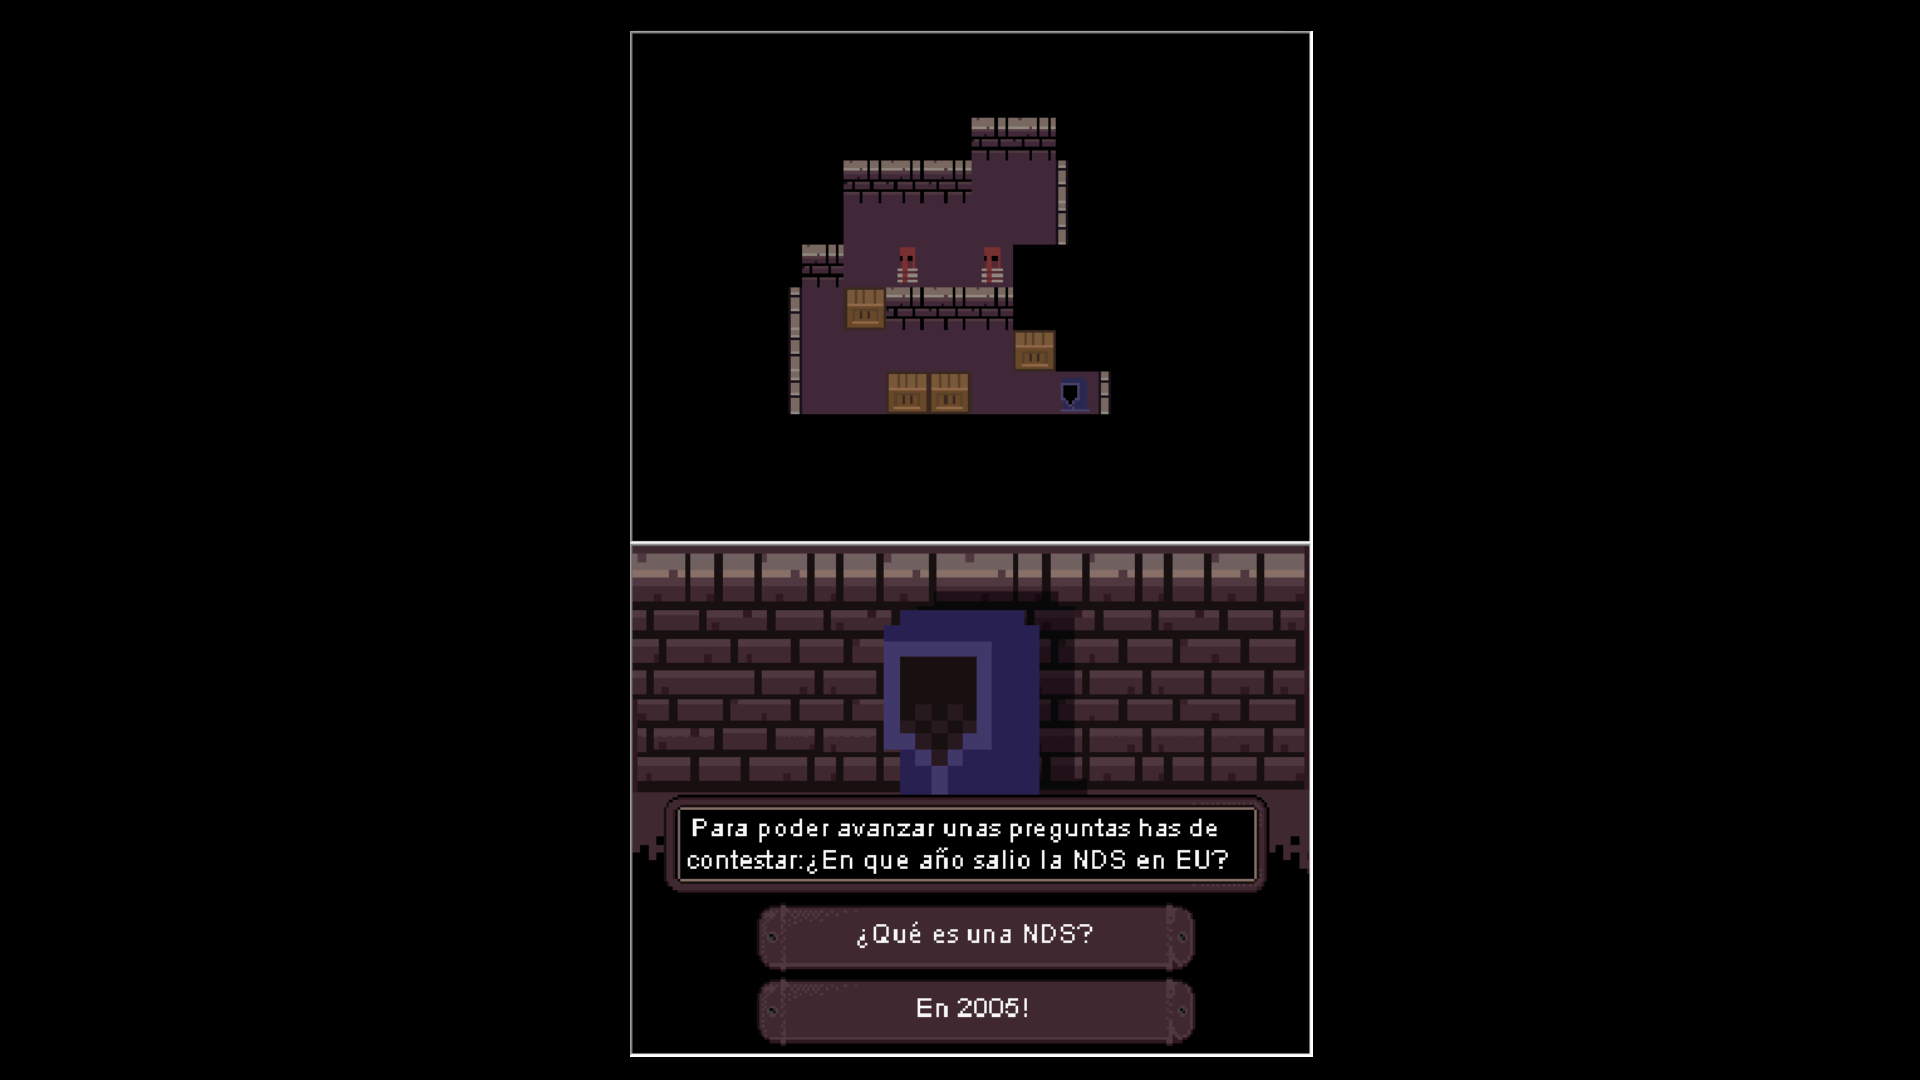 Para poder avanzar unas preguntas has de
contestar:¿En que año salio la NDS en EU?
¿Qué es una NDS?
En 2005!